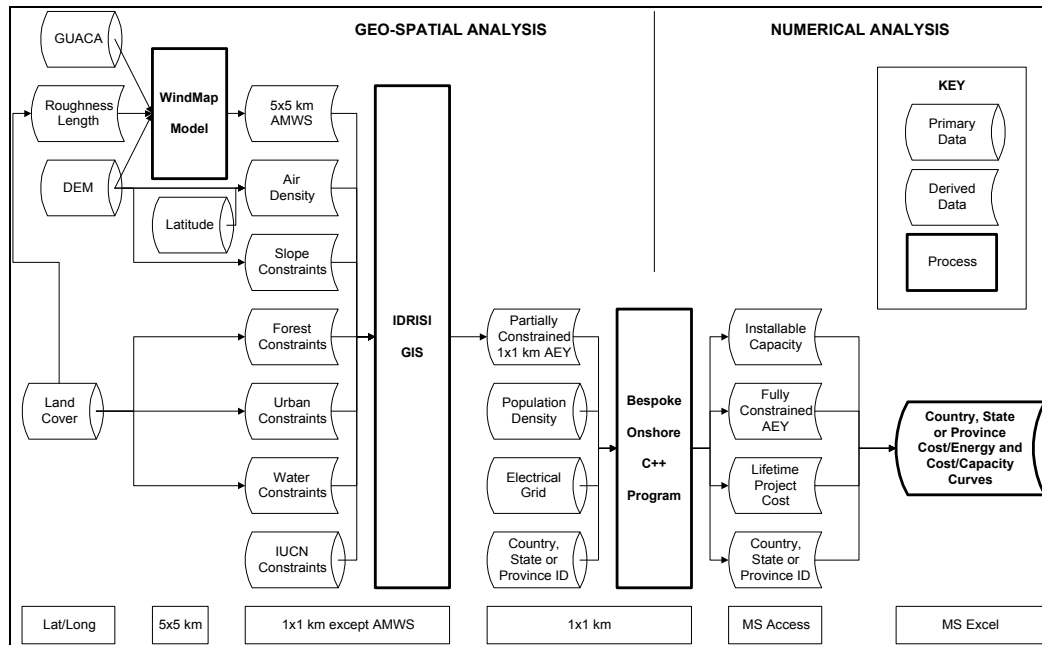 GEO-SPATIAL ANALYSIS
NUMERICAL ANALYSIS
GUACA
Roughness
Length
DEM
Land
Cover
WindMap
Model
Latitude
5x5 km
AMWS
Air
Density
Slope
Constraints
Forest
Constraints
Urban
Constraints
Water
Constraints
IUCN
Constraints
IDRISI
GIS
Partially
Constrained
1x1 km AEY
Population
Density
Electrical
Grid
Country,
State or
Province ID
Bespoke
Onshore
C++
Program
Installable
Capacity
Fully
Constrained
AEY
Lifetime
Project
Cost
Country,
State or
Province ID
Country, State
or Province
Cost/Energy and
Cost/Capacity
Curves
KEY
Primary
Data
Derived
Data
Process
Lat/Long
5x5 km
1x1 km except AMWS
1x1 km
MS Access
MS Excel